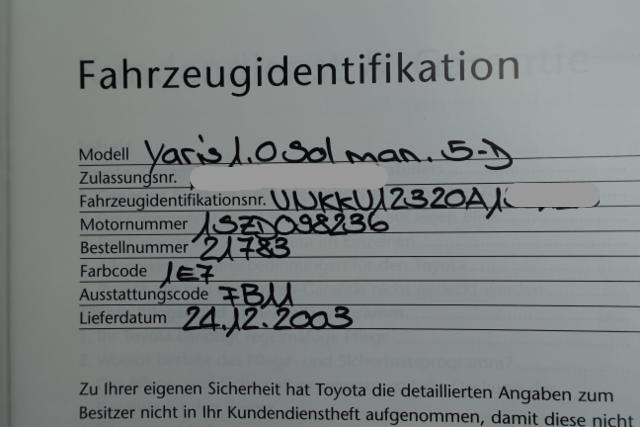 Fahrzeugidentifikation
Modell Yaris 1.0 Sol man. 5-D
Zulassungsnr.
Fahrzeugidentifikationsnr. VNKKV12320A1
Motornummer 1SZD098236
Bestellnummer 21783
Farbcode 1E7
Ausstattungscode FB11
Lieferdatum 24.12.2003
Zu Ihrer eigenen Sicherheit hat Toyota die detaillierten Angaben zum
Besitzer nicht in Ihr Kundendienstheft aufgenommen, damit diese nicht